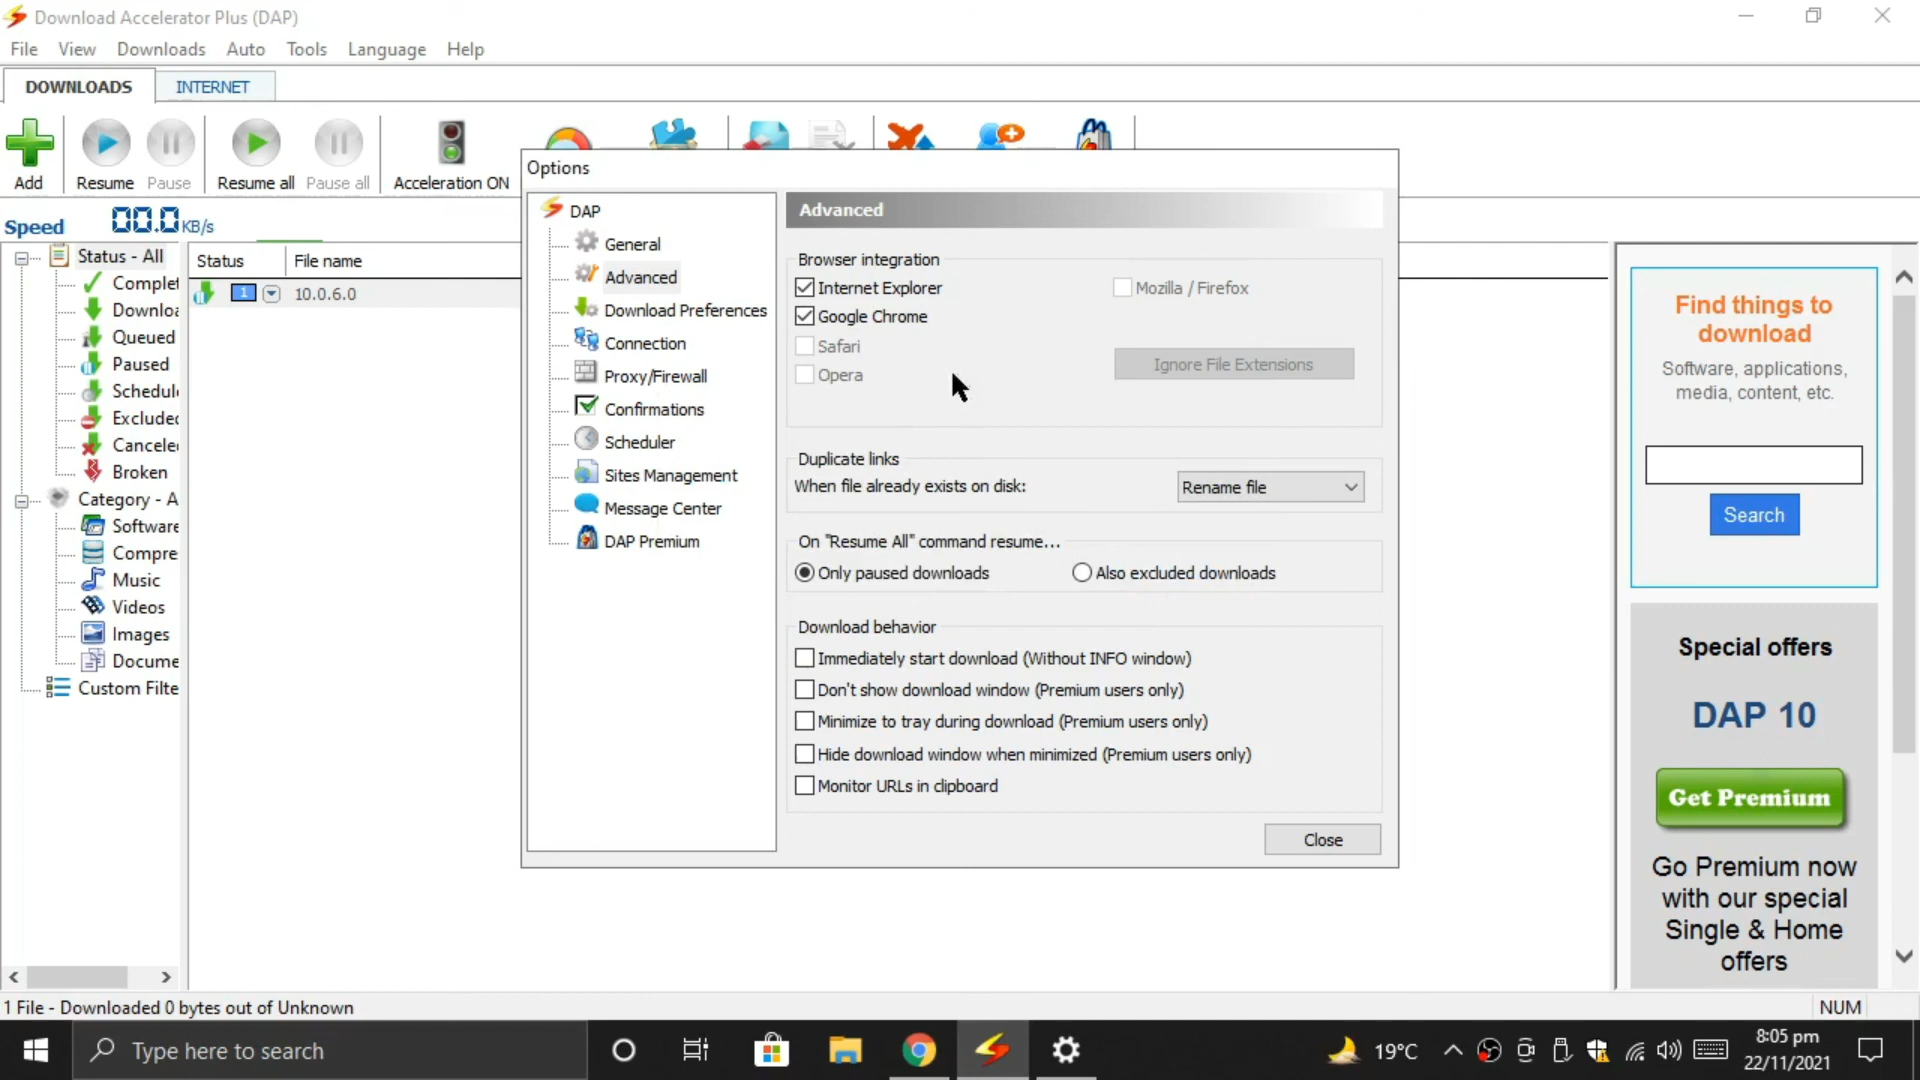 Download Accelerator Plus (DAP)
File View Downloads Auto Tools Language Help
DOWNLOADS INTERNET
Add Resume Pause Resume all Pause all Acceleration ON
Speed 00.0 KB/s
Status - All
Complet
Downloa
Queued
Paused
Schedul
Exclude
Cancele
Broken
Category - A
Software
Compre
Music
Videos
Images
Docume
Custom Filte
Status File name
1 10.0.6.0
Options
DAP
General
Advanced
Download Preferences
Connection
Proxy/Firewall
Confirmations
Scheduler
Sites Management
Message Center
DAP Premium
Advanced
Browser integration
Internet Explorer Mozilla / Firefox
Google Chrome
Safari
Ignore File Extensions
Opera
Duplicate links
When file already exists on disk: Rename file
On "Resume All" command resume...
Only paused downloads Also excluded downloads
Download behavior
Immediately start download (Without INFO window)
Don't show download window (Premium users only)
Minimize to tray during download (Premium users only)
Hide download window when minimized (Premium users only)
Monitor URLs in clipboard
Close
Find things to
download
Software, applications,
media, content, etc.
Search
Special offers
DAP 10
Get Premium
Go Premium now
with our special
Single & Home
offers
1 File - Downloaded 0 bytes out of Unknown NUM
Type here to search
19°C
8:05 pm
22/11/2021